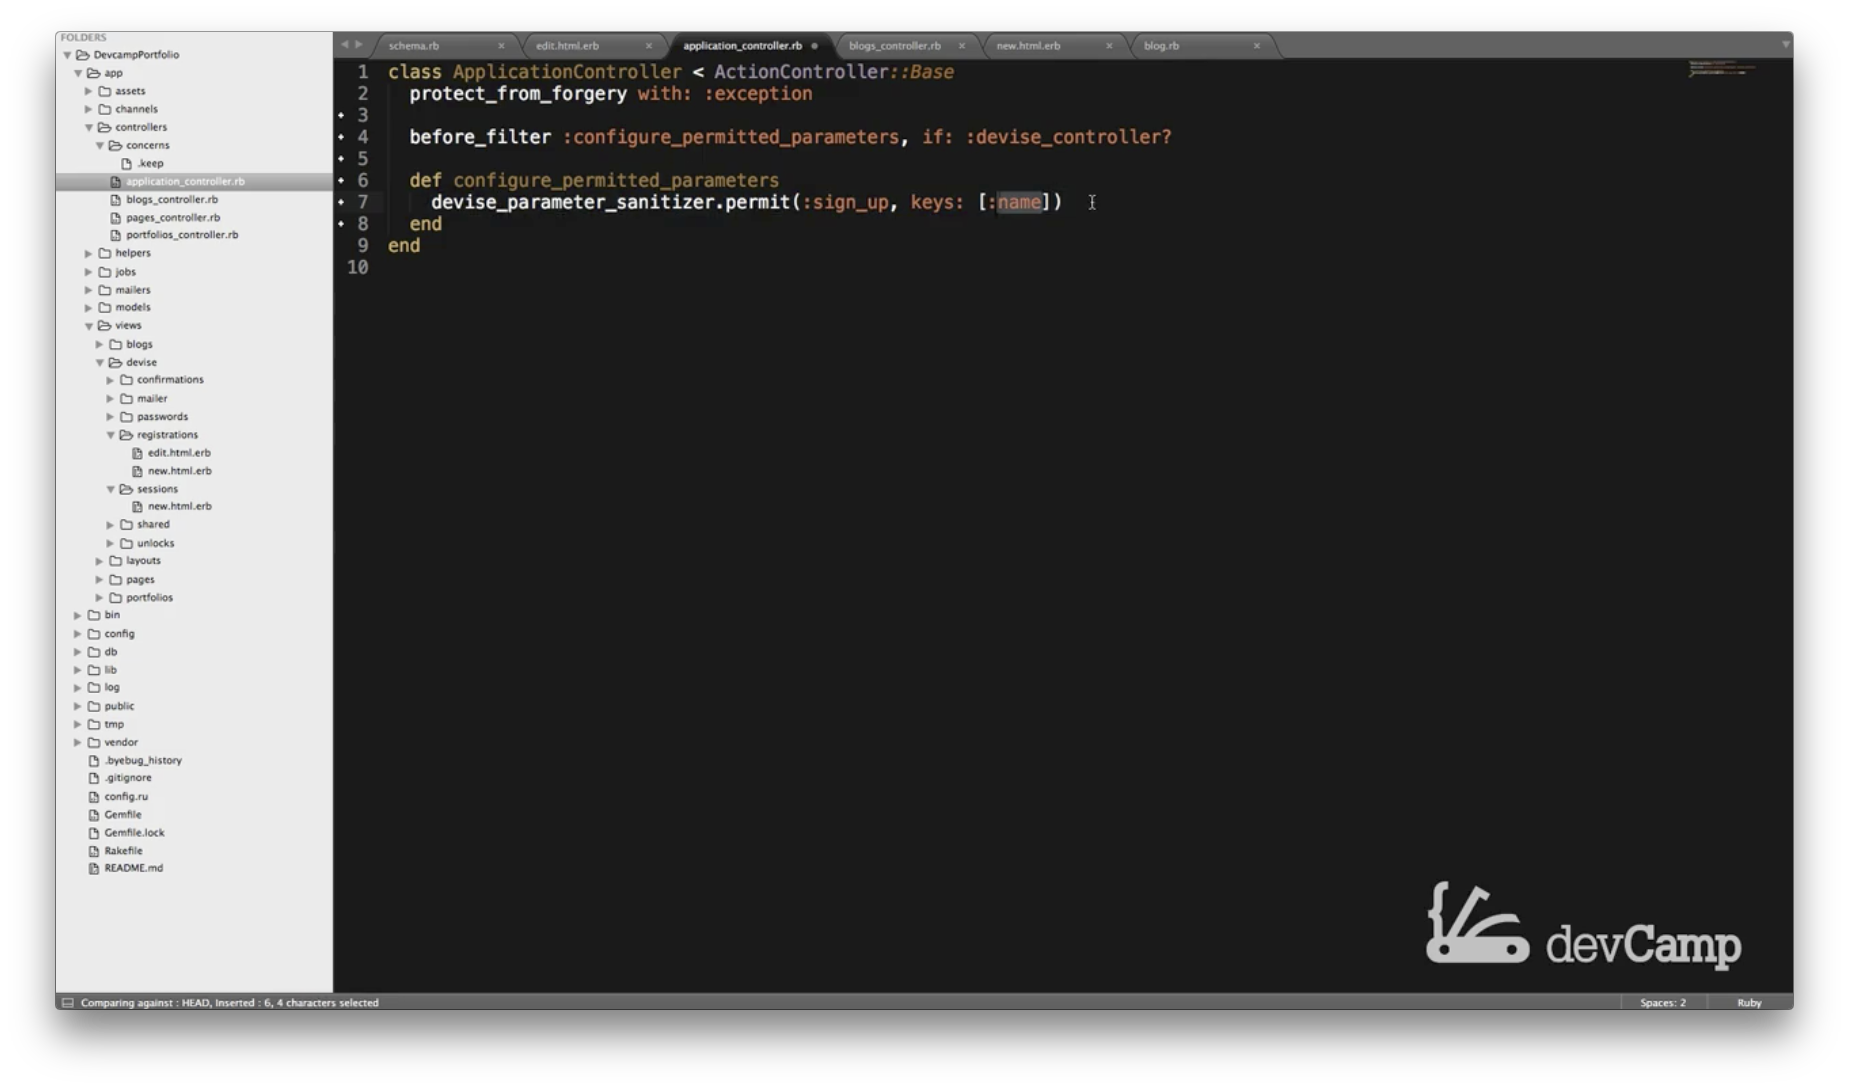 FOLDERS
DevcampPortfolio
app
assets
channels
controllers
concerns
.keep
application_controller.rb
blogs_controller.rb
pages_controller.rb
portfolios_controller.rb
helpers
jobs
mailers
models
views
blogs
devise
confirmations
mailer
passwords
registrations
edit.html.erb
new.html.erb
sessions
new.html.erb
shared
unlocks
layouts
pages
portfolios
bin
config
db
lib
log
public
tmp
vendor
.byebug_history
.gitignore
config.ru
Gemfile
Gemfile.lock
Rakefile
README.md
schema.rb edit.html.erb application_controller.rb blogs_controller.rb new.html.erb blog.rb
1 class ApplicationController < ActionController::Base
2 protect_from_forgery with: :exception
3
4 before_filter :configure_permitted_parameters, if: :devise_controller?
5
6 def configure_permitted_parameters
7 devise_parameter_sanitizer.permit(:sign_up, keys: [:name])
8 end
9 end
10
devCamp
Comparing against : HEAD, Inserted : 6, 4 characters selected
Spaces: 2 Ruby